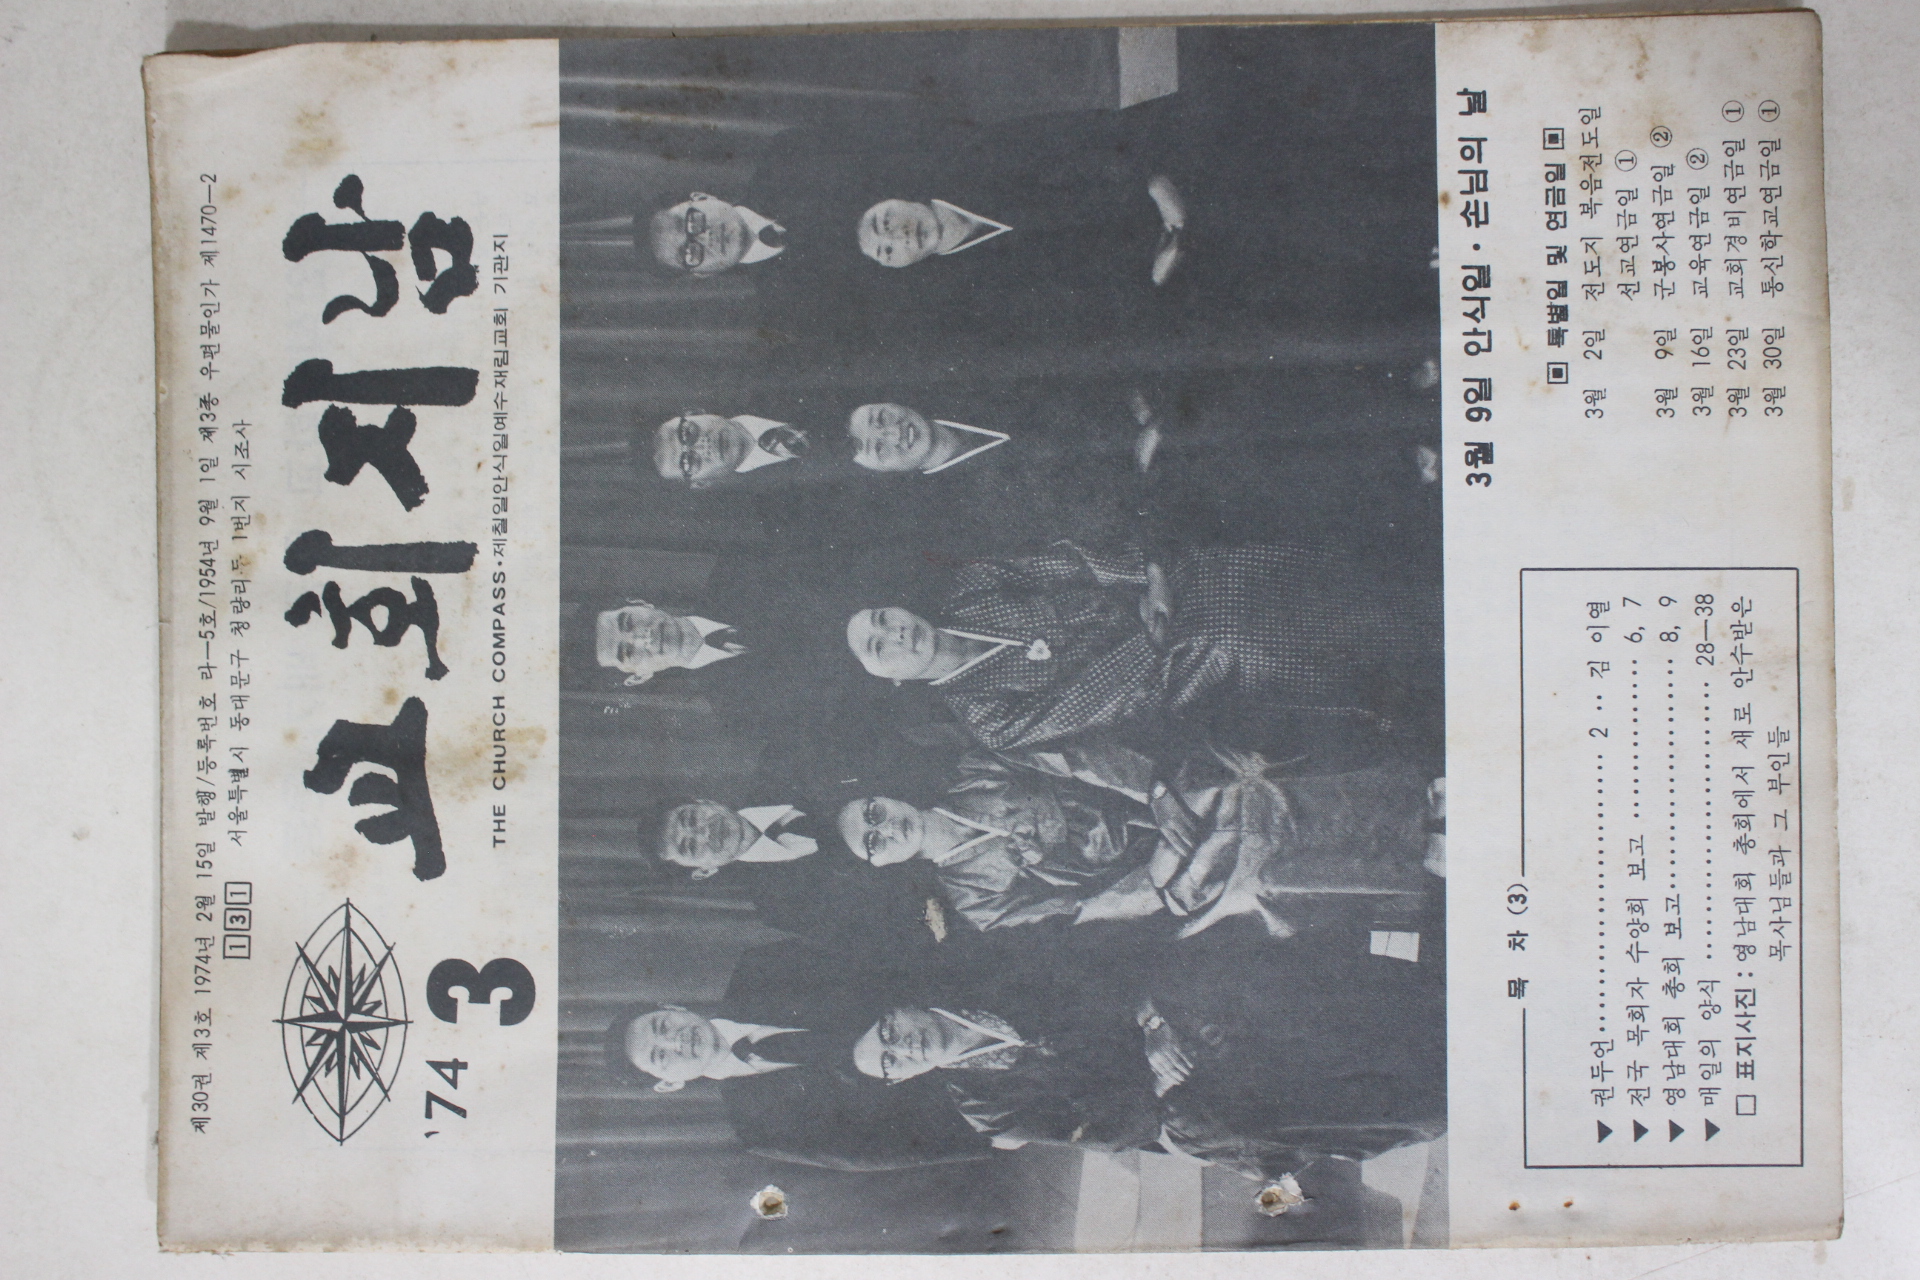 제30권 제3호 1974년 2월 15일 발행/등록번호 라—5호/1954년 9월 1일 제3종 우편물인가 제1470—2
1 3 1 서울특별시 동대문구 청량리동 1번지 시조사
교회지남
'74 3
THE CHURCH COMPASS·제칠일안식일예수재림교회 기관지
3월 9일 안식일·손님의 날
▣ 특별일 및 연금일 ▣
3월 2일 전도지 복음전도일
선교연금일 ①
3월 9일 군봉사연금일 ②
3월 16일 교육연금일 ②
3월 23일 교회경비연금일 ①
3월 30일 통신학교연금일 ①
목 차 (3)
▼ 권두언 2 김 이열
▼ 전국 목회자 수양회 보고 6, 7
▼ 영남대회 총회 보고 8, 9
▼ 매일의 양식 28—38
□ 표지사진: 영남대회 총회에서 새로 안수받은
목사님들과 그 부인들